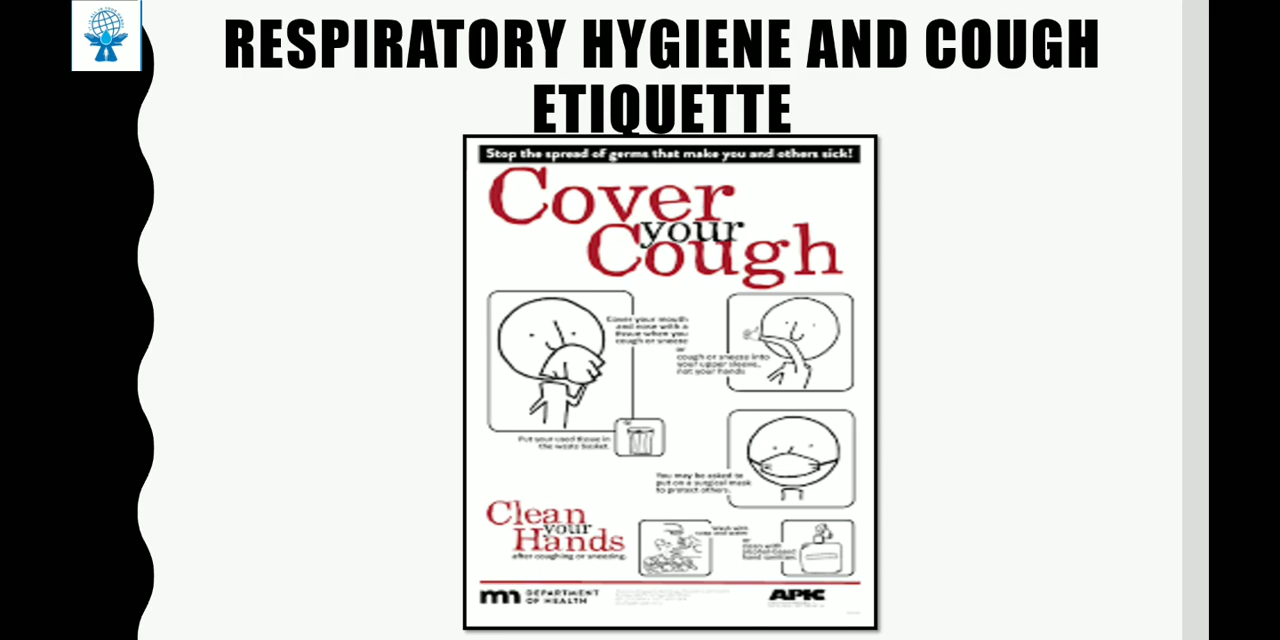 RESPIRATORY HYGIENE AND COUGH
ETIQUETTE
Stop the spread of germs that make you and others sick!
Cover
your
Cough
Cover your mouth
and nose with a
tissue when you
cough or sneeze
or
cough or sneeze into
your upper sleeve,
not your hands
Put your used tissue in
the waste basket.
You may be asked to
put on a surgical mask
to protect others.
Clean
your
Hands
after coughing or sneezing.
Wash with
soap and water
or
clean with
alcohol-based
hand sanitizer.
DEPARTMENT
OF HEALTH
APIC